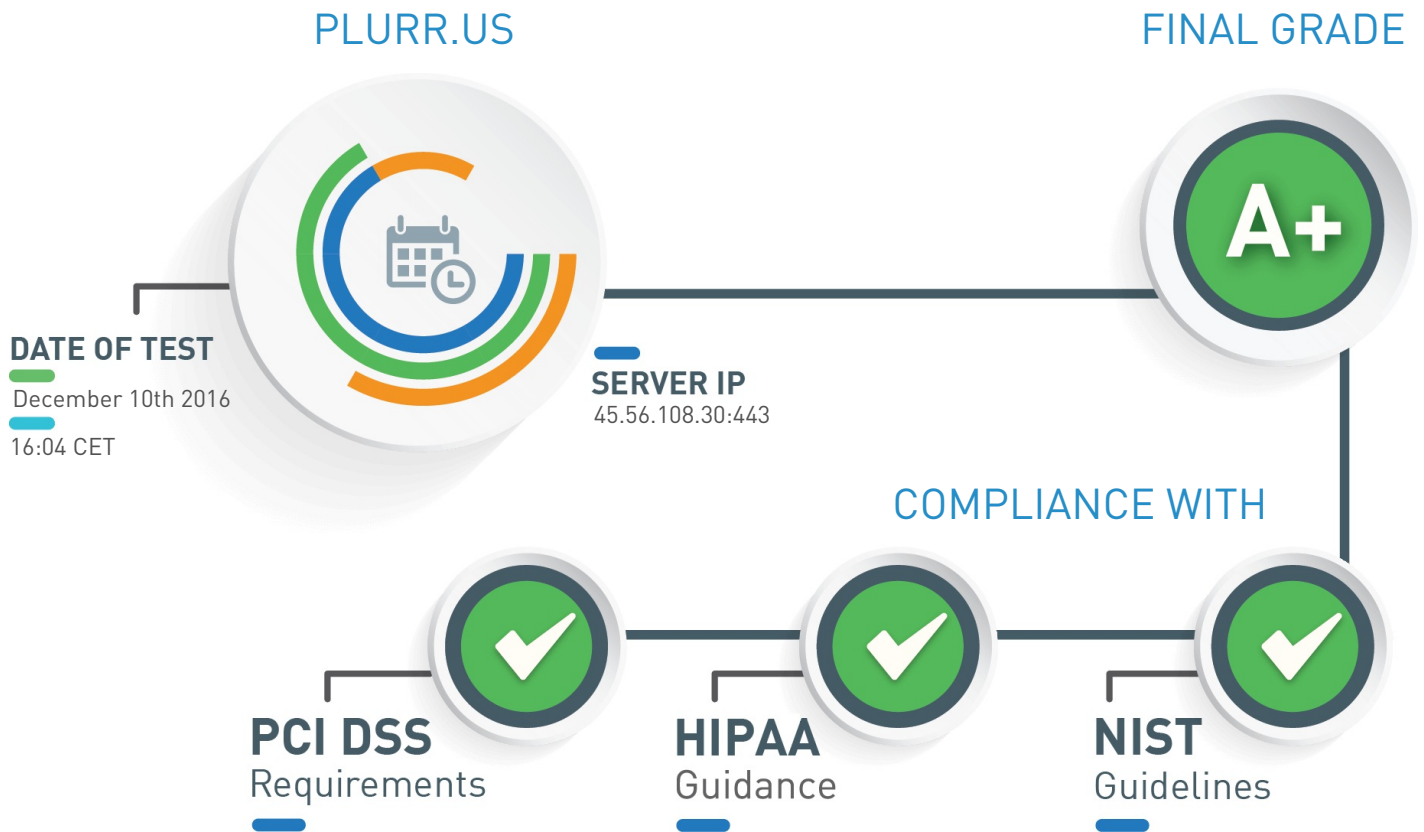 PLURR.US
FINAL GRADE
A+
DATE OF TEST
December 10th 2016
16:04 CET
SERVER IP
45.56.108.30:443
COMPLIANCE WITH
PCI DSS
Requirements
HIPAA
Guidance
NIST
Guidelines